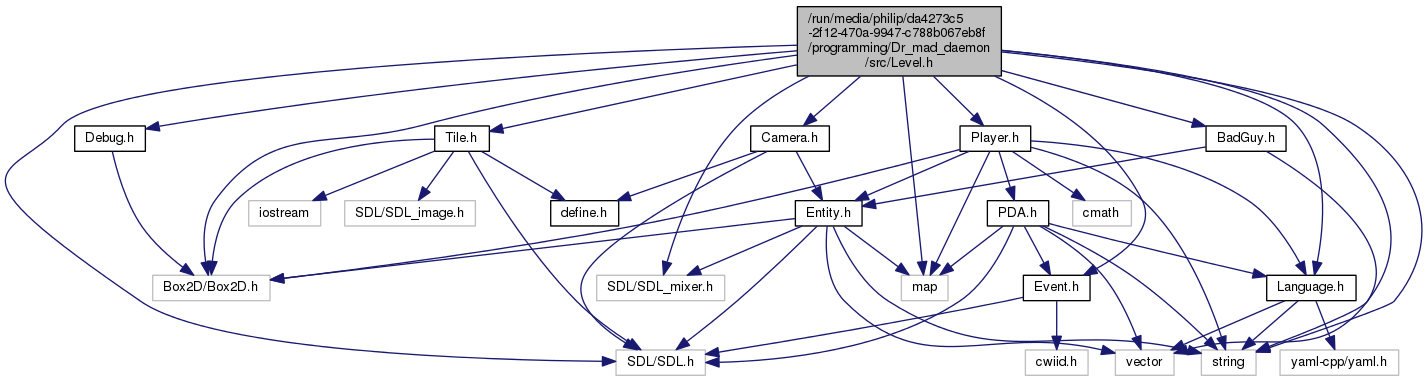 /run/media/philip/da4273c5
-2f12-470a-9947-c788b067eb8f
/programming/Dr_mad_daemon
/src/Level.h
Debug.h
Tile.h
Camera.h
Player.h
BadGuy.h
iostream
SDL/SDL_image.h
define.h
Entity.h
PDA.h
cmath
Box2D/Box2D.h
SDL/SDL_mixer.h
map
Event.h
Language.h
SDL/SDL.h
cwiid.h
vector
string
yaml-cpp/yaml.h